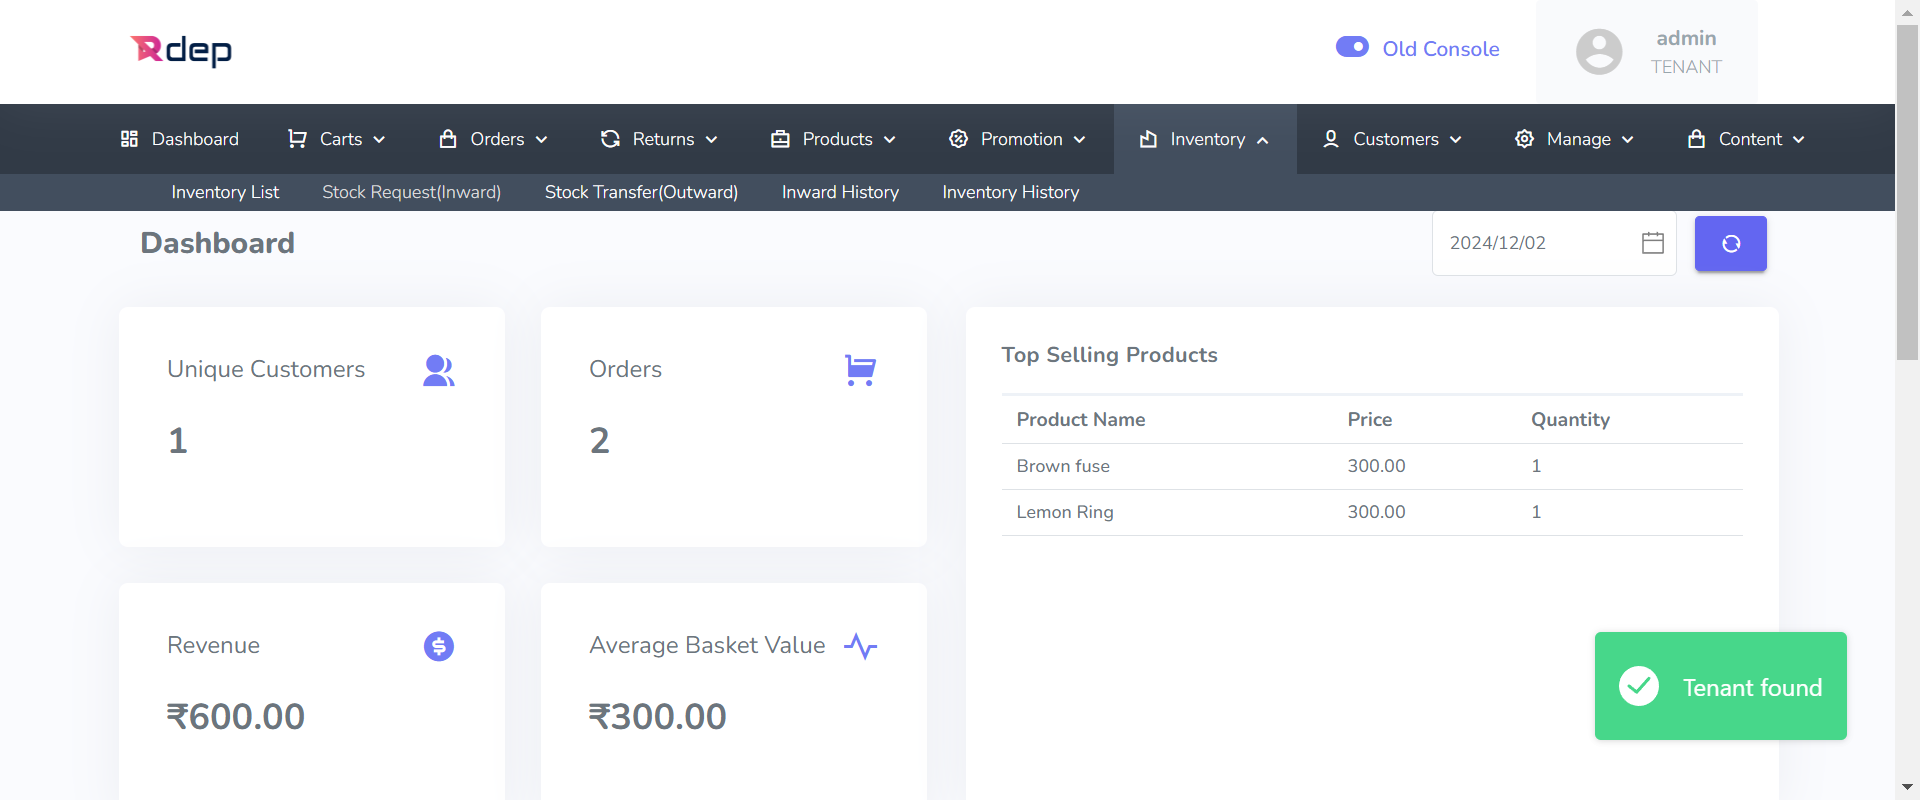 Rdep
Old Console
admin
TENANT
Dashboard Carts Orders Returns Products Promotion Inventory Customers Manage Content
Inventory List Stock Request(Inward) Stock Transfer(Outward) Inward History Inventory History
Dashboard
2024/12/02
Unique Customers
1
Orders
2
Top Selling Products
Product Name Price Quantity
Brown fuse 300.00 1
Lemon Ring 300.00 1
Revenue
₹600.00
Average Basket Value
₹300.00
Tenant found